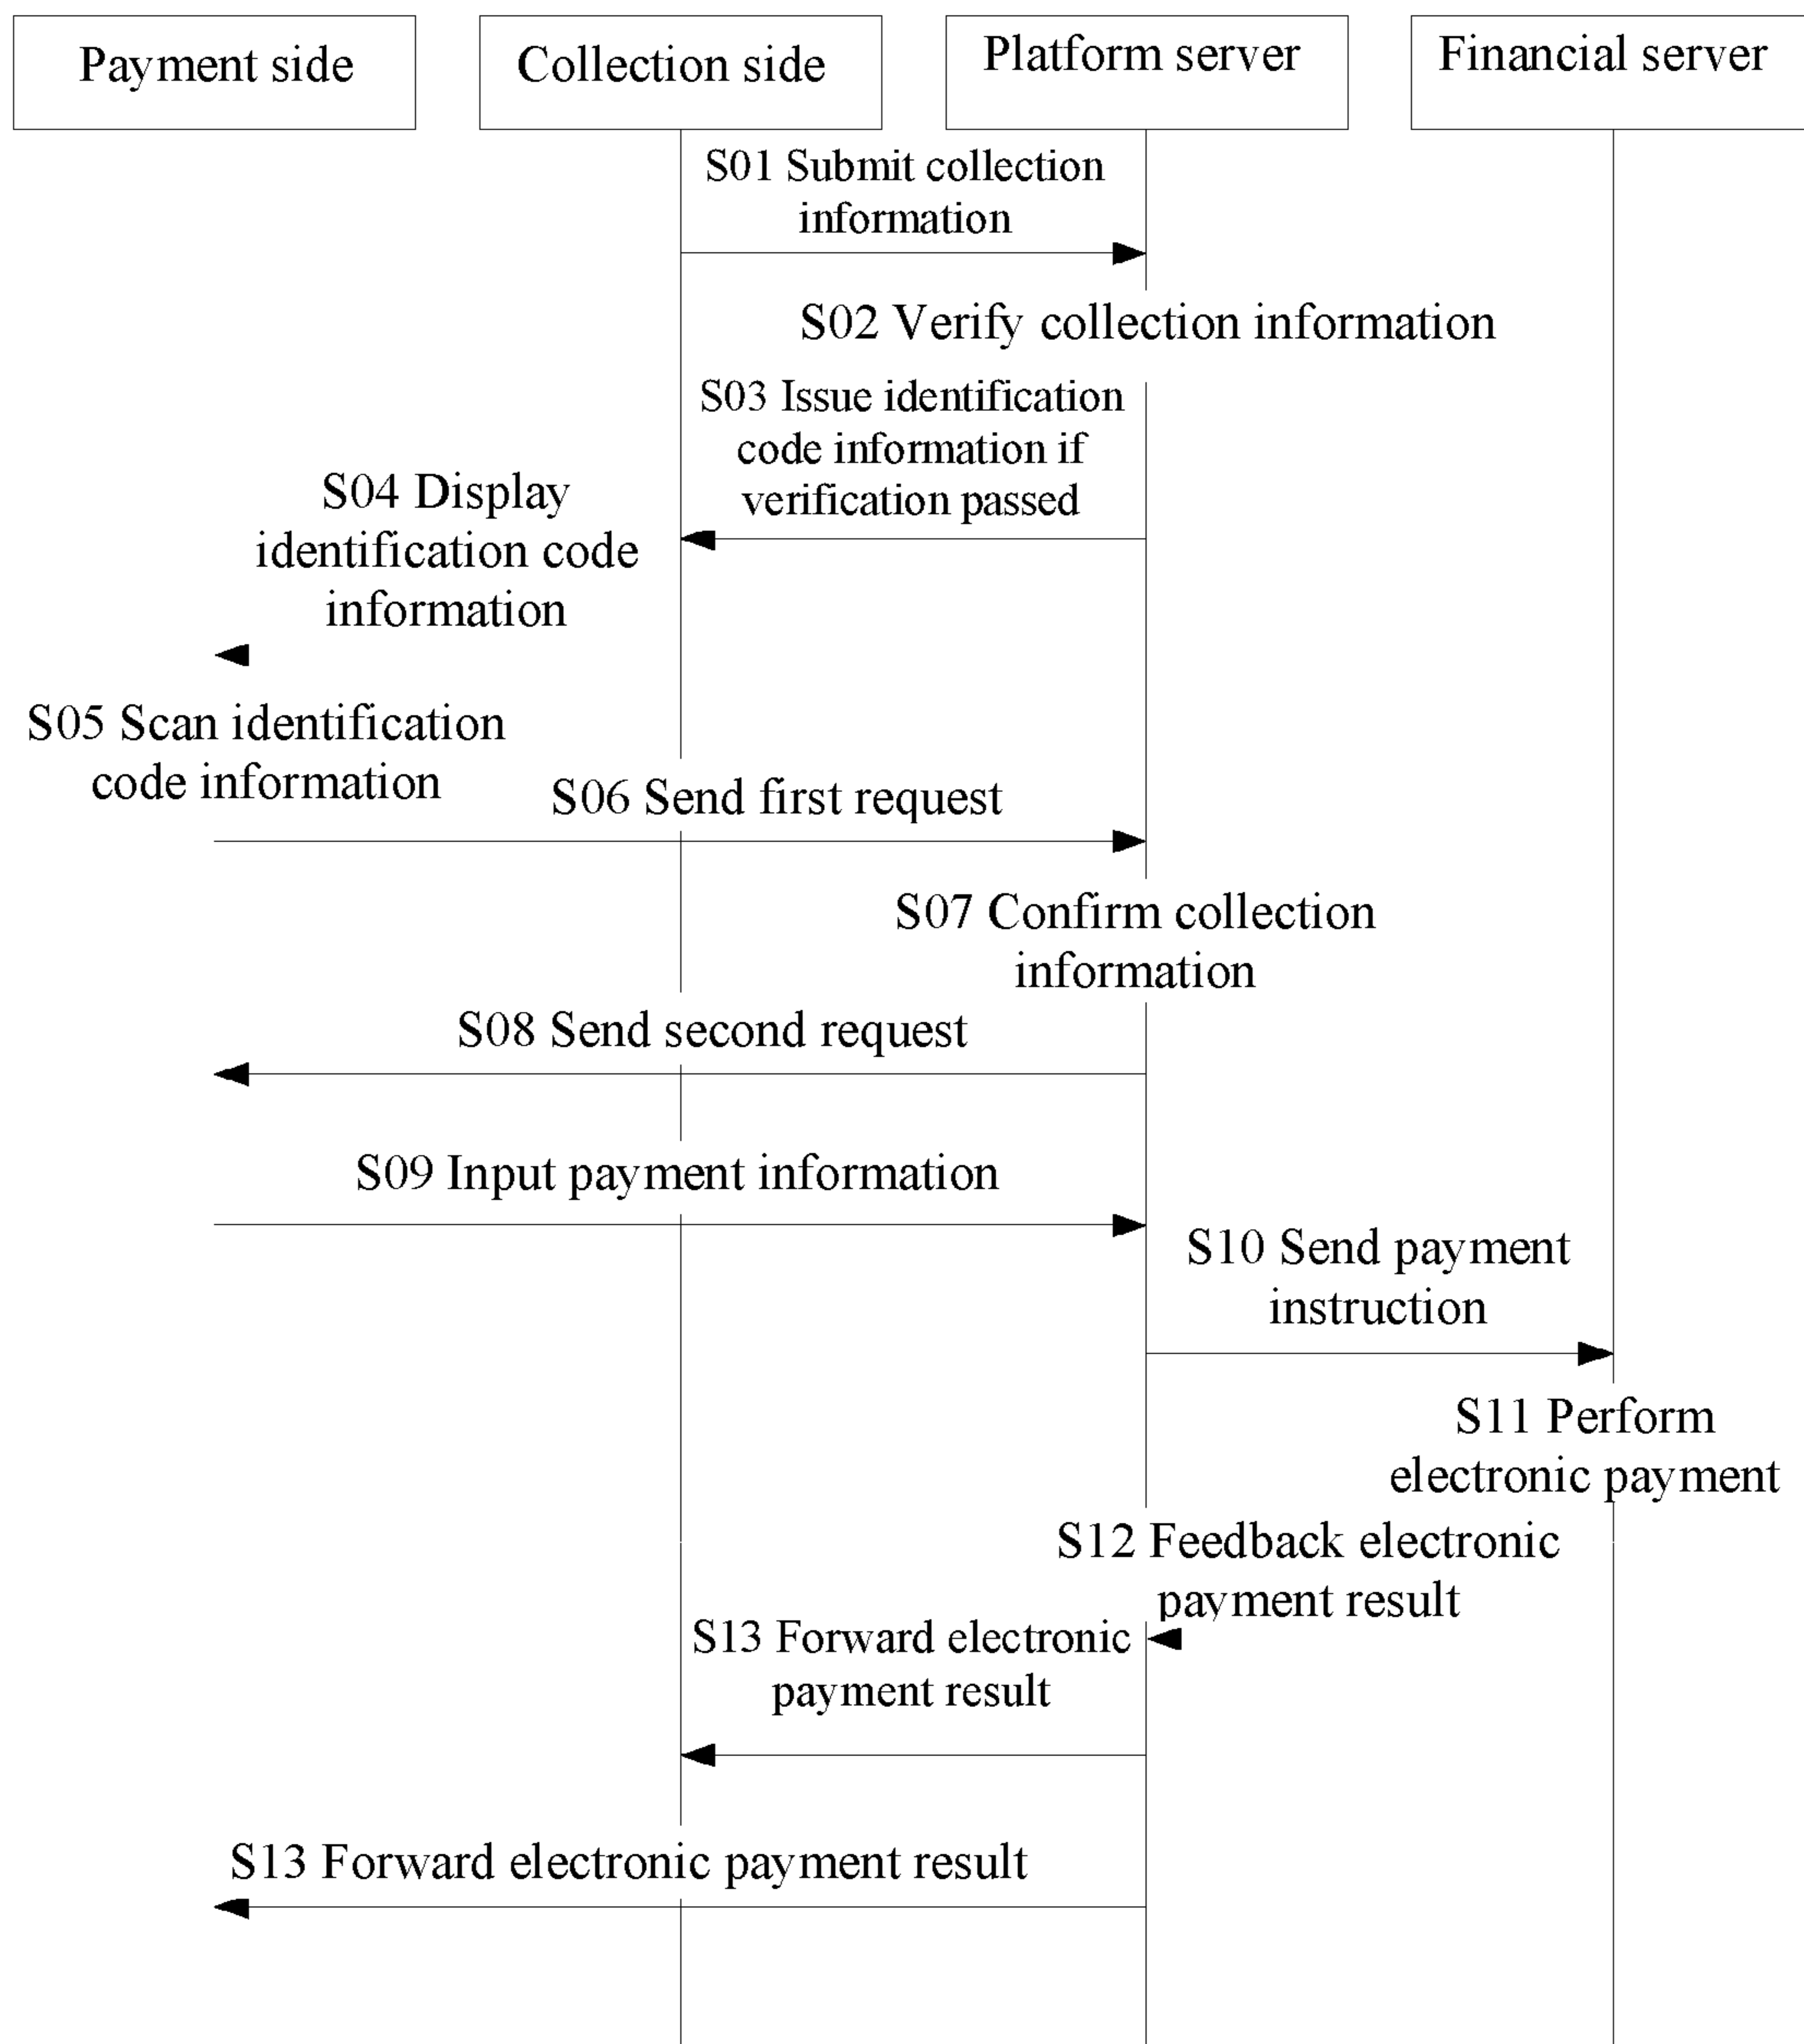 Payment side
Collection side
Platform server
Financial server
S01 Submit collection
information
S02 Verify collection information
S03 Issue identification
code information if
verification passed
S04 Display
identification code
information
S05 Scan identification
code information
S06 Send first request
S07 Confirm collection
information
S08 Send second request
S09 Input payment information
S10 Send payment
instruction
S11 Perform
electronic payment
S12 Feedback electronic
payment result
S13 Forward electronic
payment result
S13 Forward electronic payment result